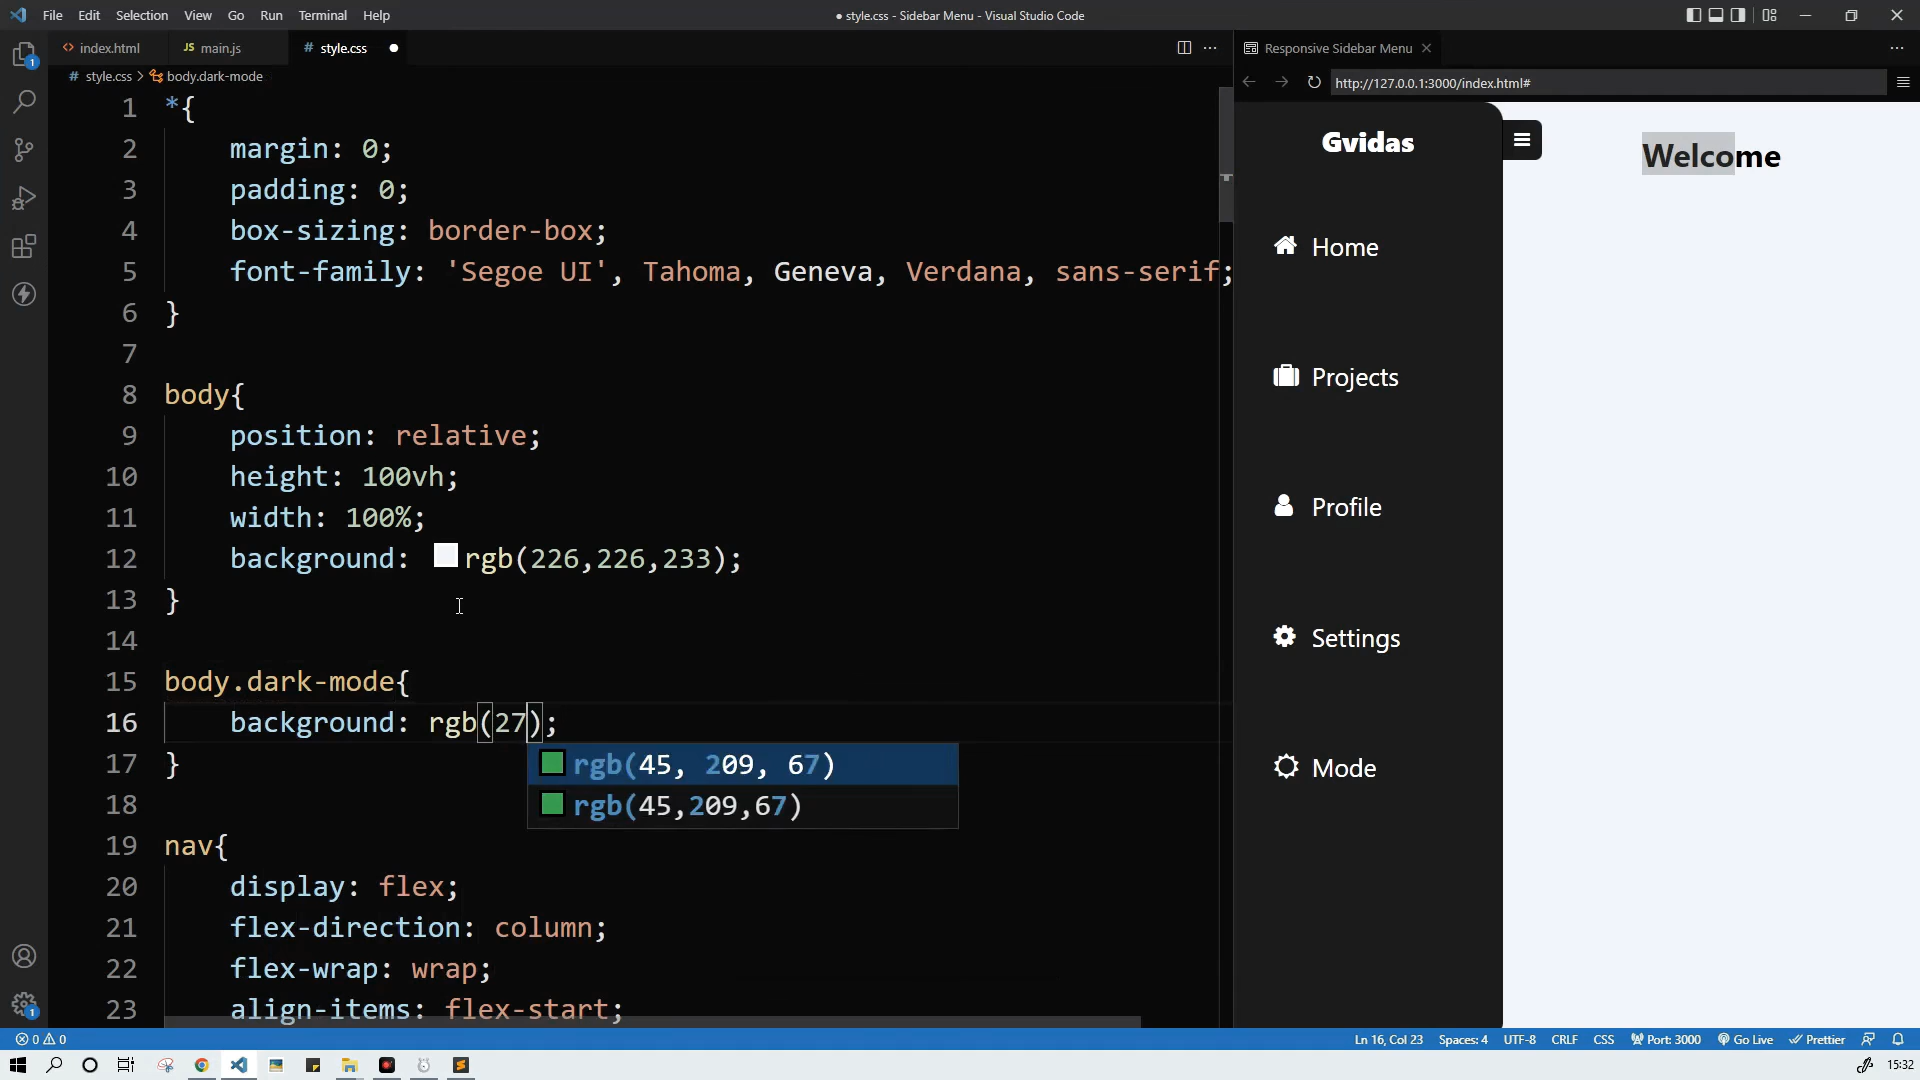 File Edit Selection View Go Run Terminal Help
● style.css - Sidebar Menu - Visual Studio Code
index.html
JS main.js
# style.css
Responsive Sidebar Menu
# style.css > body.dark-mode
http://127.0.0.1:3000/index.html#
1 *{
2 margin: 0;
3 padding: 0;
4 box-sizing: border-box;
5 font-family: 'Segoe UI', Tahoma, Geneva, Verdana, sans-serif;
6 }
7
8 body{
9 position: relative;
10 height: 100vh;
11 width: 100%;
12 background: rgb(226,226,233);
13 }
14
15 body.dark-mode{
16 background: rgb(27);
17 }
18
19 nav{
20 display: flex;
21 flex-direction: column;
22 flex-wrap: wrap;
23 align-items: flex-start;
rgb(45, 209, 67)
rgb(45,209,67)
Gvidas
Home
Projects
Profile
Settings
Mode
Welcome
1
1
0 0
Ln 16, Col 23 Spaces: 4 UTF-8 CRLF CSS Port: 3000 Go Live Prettier
15:32